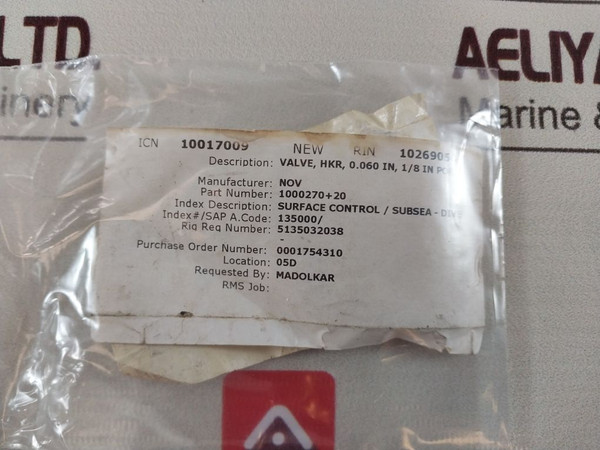 LTD.
AELIYA
Marine &
ICN 10017009 NEW RIN 1026905
Description: VALVE, HKR, 0.060 IN, 1/8 IN
Manufacturer: NOV
Part Number: 1000270+20
Index Description: SURFACE CONTROL / SUBSEA -
Index#/SAP A.Code: 135000/
Rig Req Number: 5135032038
-
Purchase Order Number: 0001754310
Location: 05D
Requested By: MADOLKAR
RMS Job: